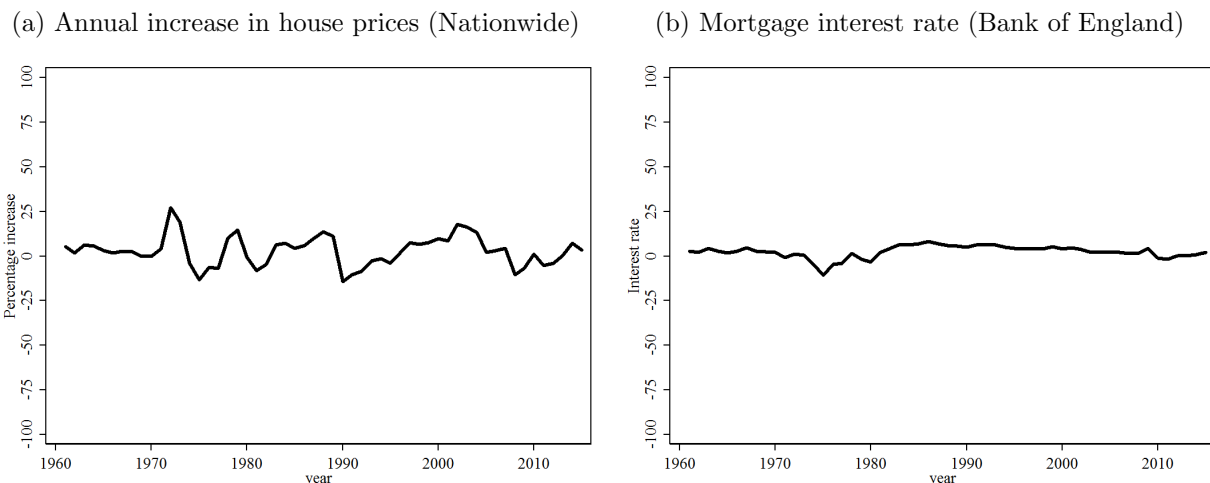 (a) Annual increase in house prices (Nationwide)
Percentage increase
100
75
50
25
0
-25
-50
-75
-100
1960 1970 1980 1990 2000 2010
year
(b) Mortgage interest rate (Bank of England)
Interest rate
100
75
50
25
0
-25
-50
-75
-100
1960 1970 1980 1990 2000 2010
year